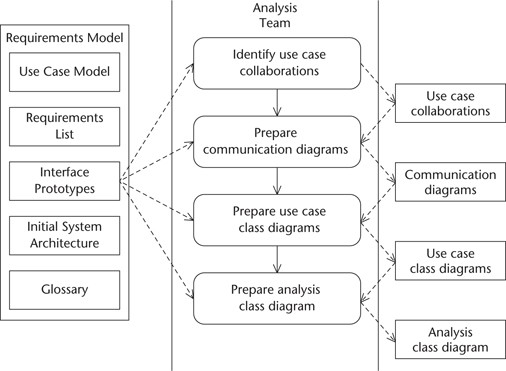 Analysis
Team
Requirements Model
Use Case Model
Requirements
List
Interface
Prototypes
Initial System
Architecture
Glossary
Identify use case
collaborations
Prepare
communication diagrams
Prepare use case
class diagrams
Prepare analysis
class diagram
Use case
collaborations
Communication
diagrams
Use case
class diagrams
Analysis
class diagram